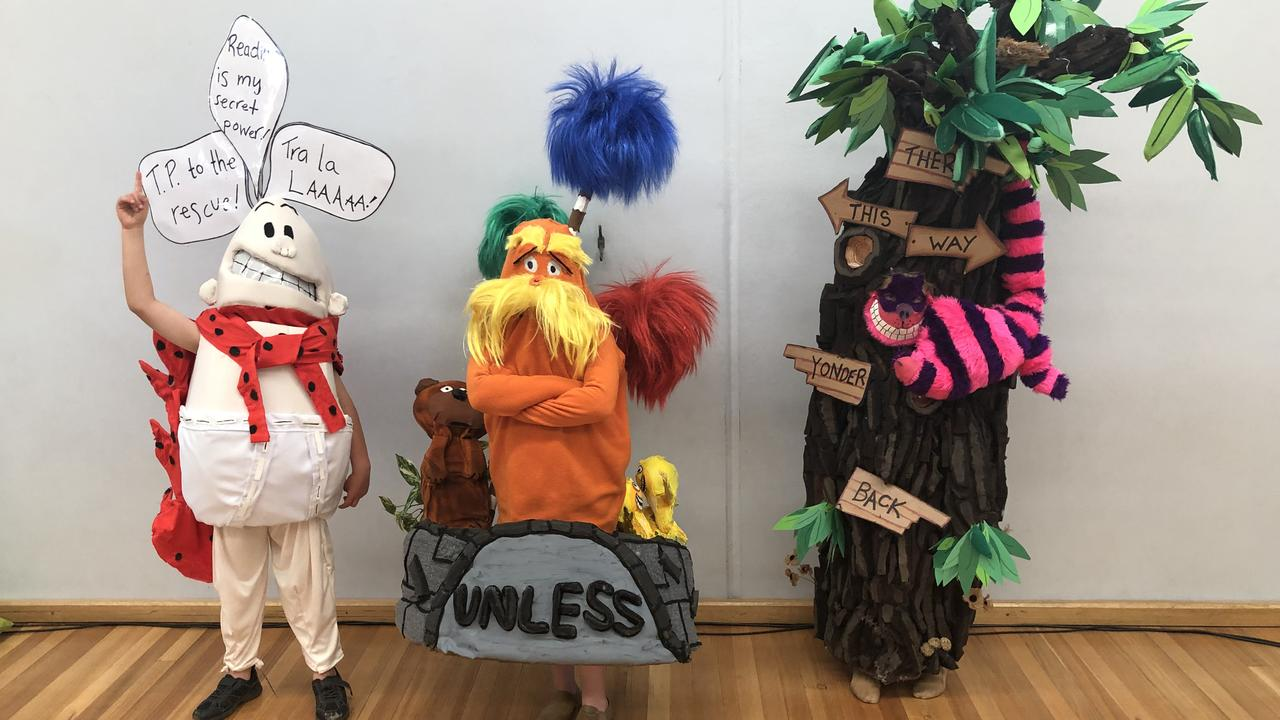 Readi
is my
secret
power!
T.P. to the
rescue!
Tra la
LAAAAA!
UNLESS
THER
THIS
WAY
YONDER
BACK